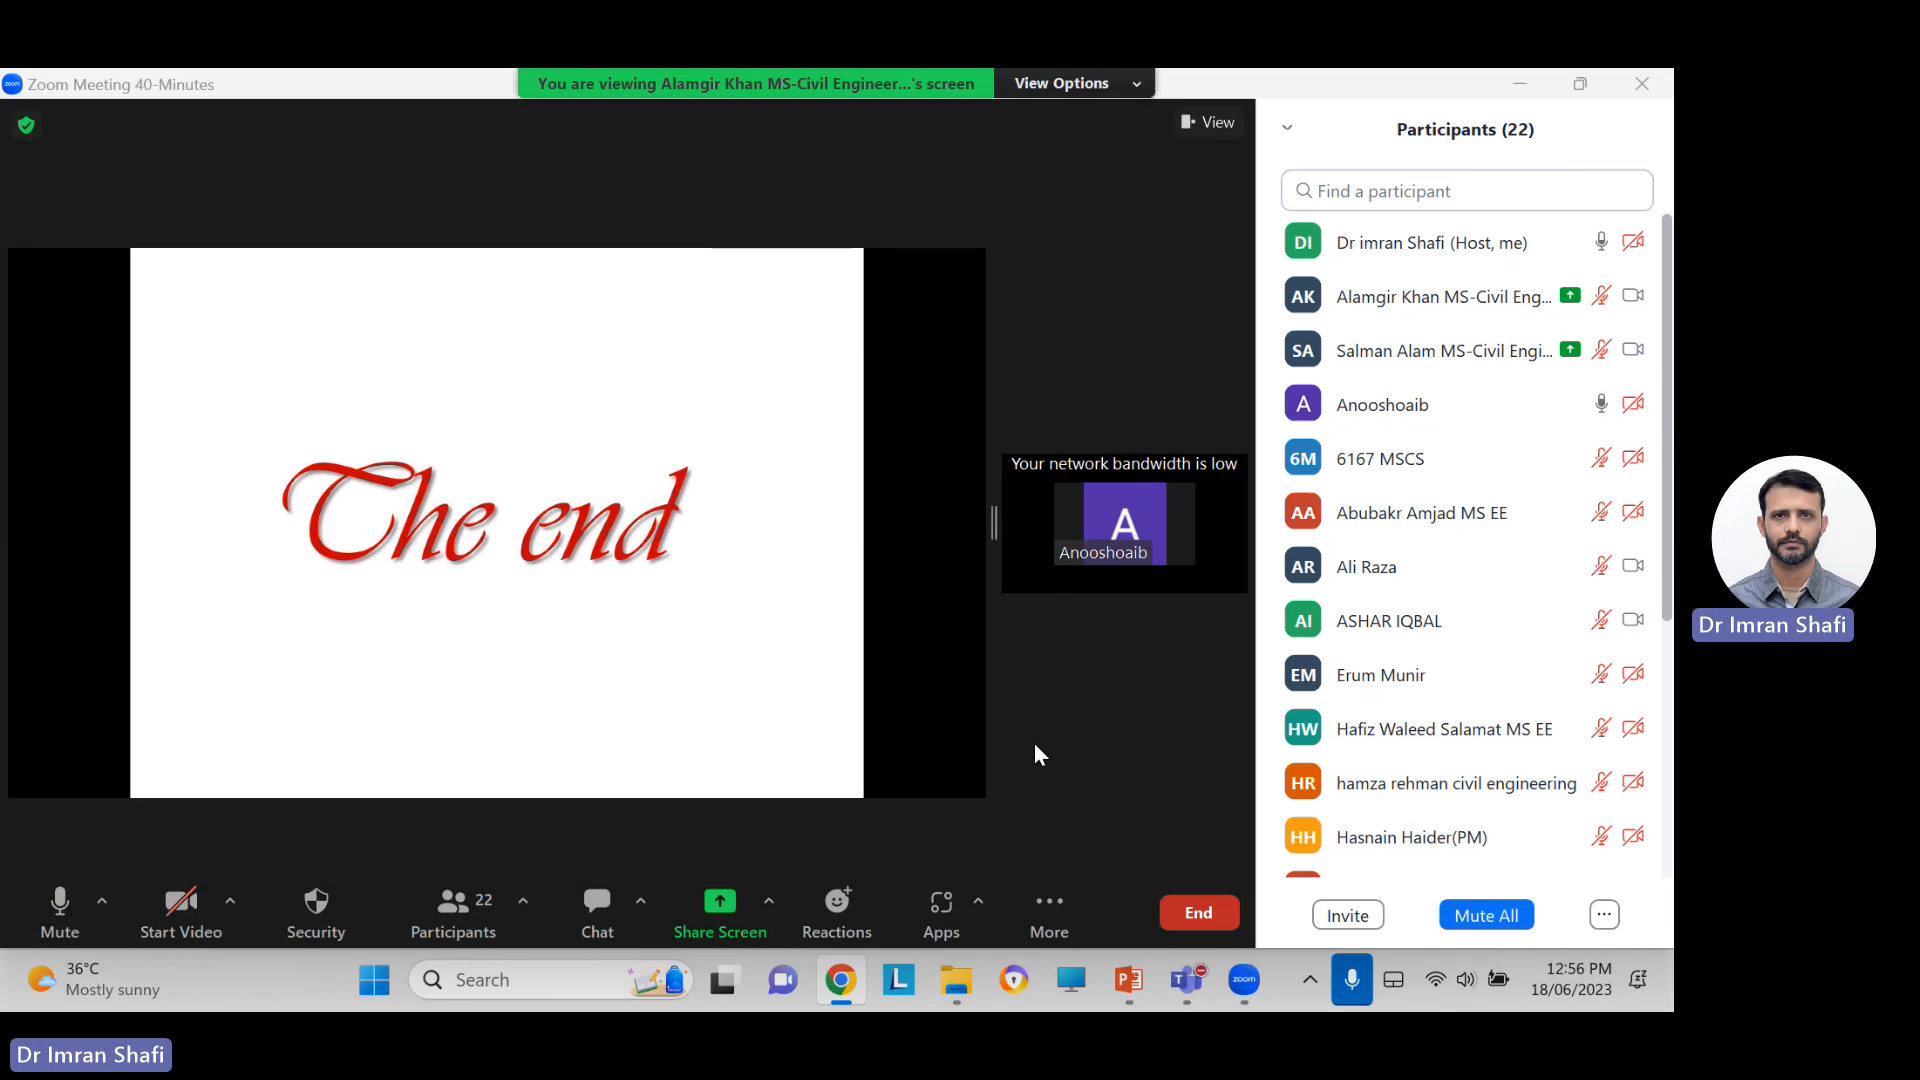 zoom Zoom Meeting 40-Minutes
You are viewing Alamgir Khan MS-Civil Engineer...'s screen
View Options
View
The end
Your network bandwidth is low
A
Anooshoaib
Participants (22)
Find a participant
DI Dr imran Shafi (Host, me)
AK Alamgir Khan MS-Civil Eng...
SA Salman Alam MS-Civil Engi...
A Anooshoaib
6M 6167 MSCS
AA Abubakr Amjad MS EE
AR Ali Raza
AI ASHAR IQBAL
EM Erum Munir
HW Hafiz Waleed Salamat MS EE
HR hamza rehman civil engineering
HH Hasnain Haider(PM)
Invite
Mute All
Dr Imran Shafi
Mute
Start Video
Security
22
Participants
Chat
Share Screen
Reactions
Apps
More
End
36°C
Mostly sunny
Search
L
P
T
zoom
12:56 PM
18/06/2023
Dr Imran Shafi